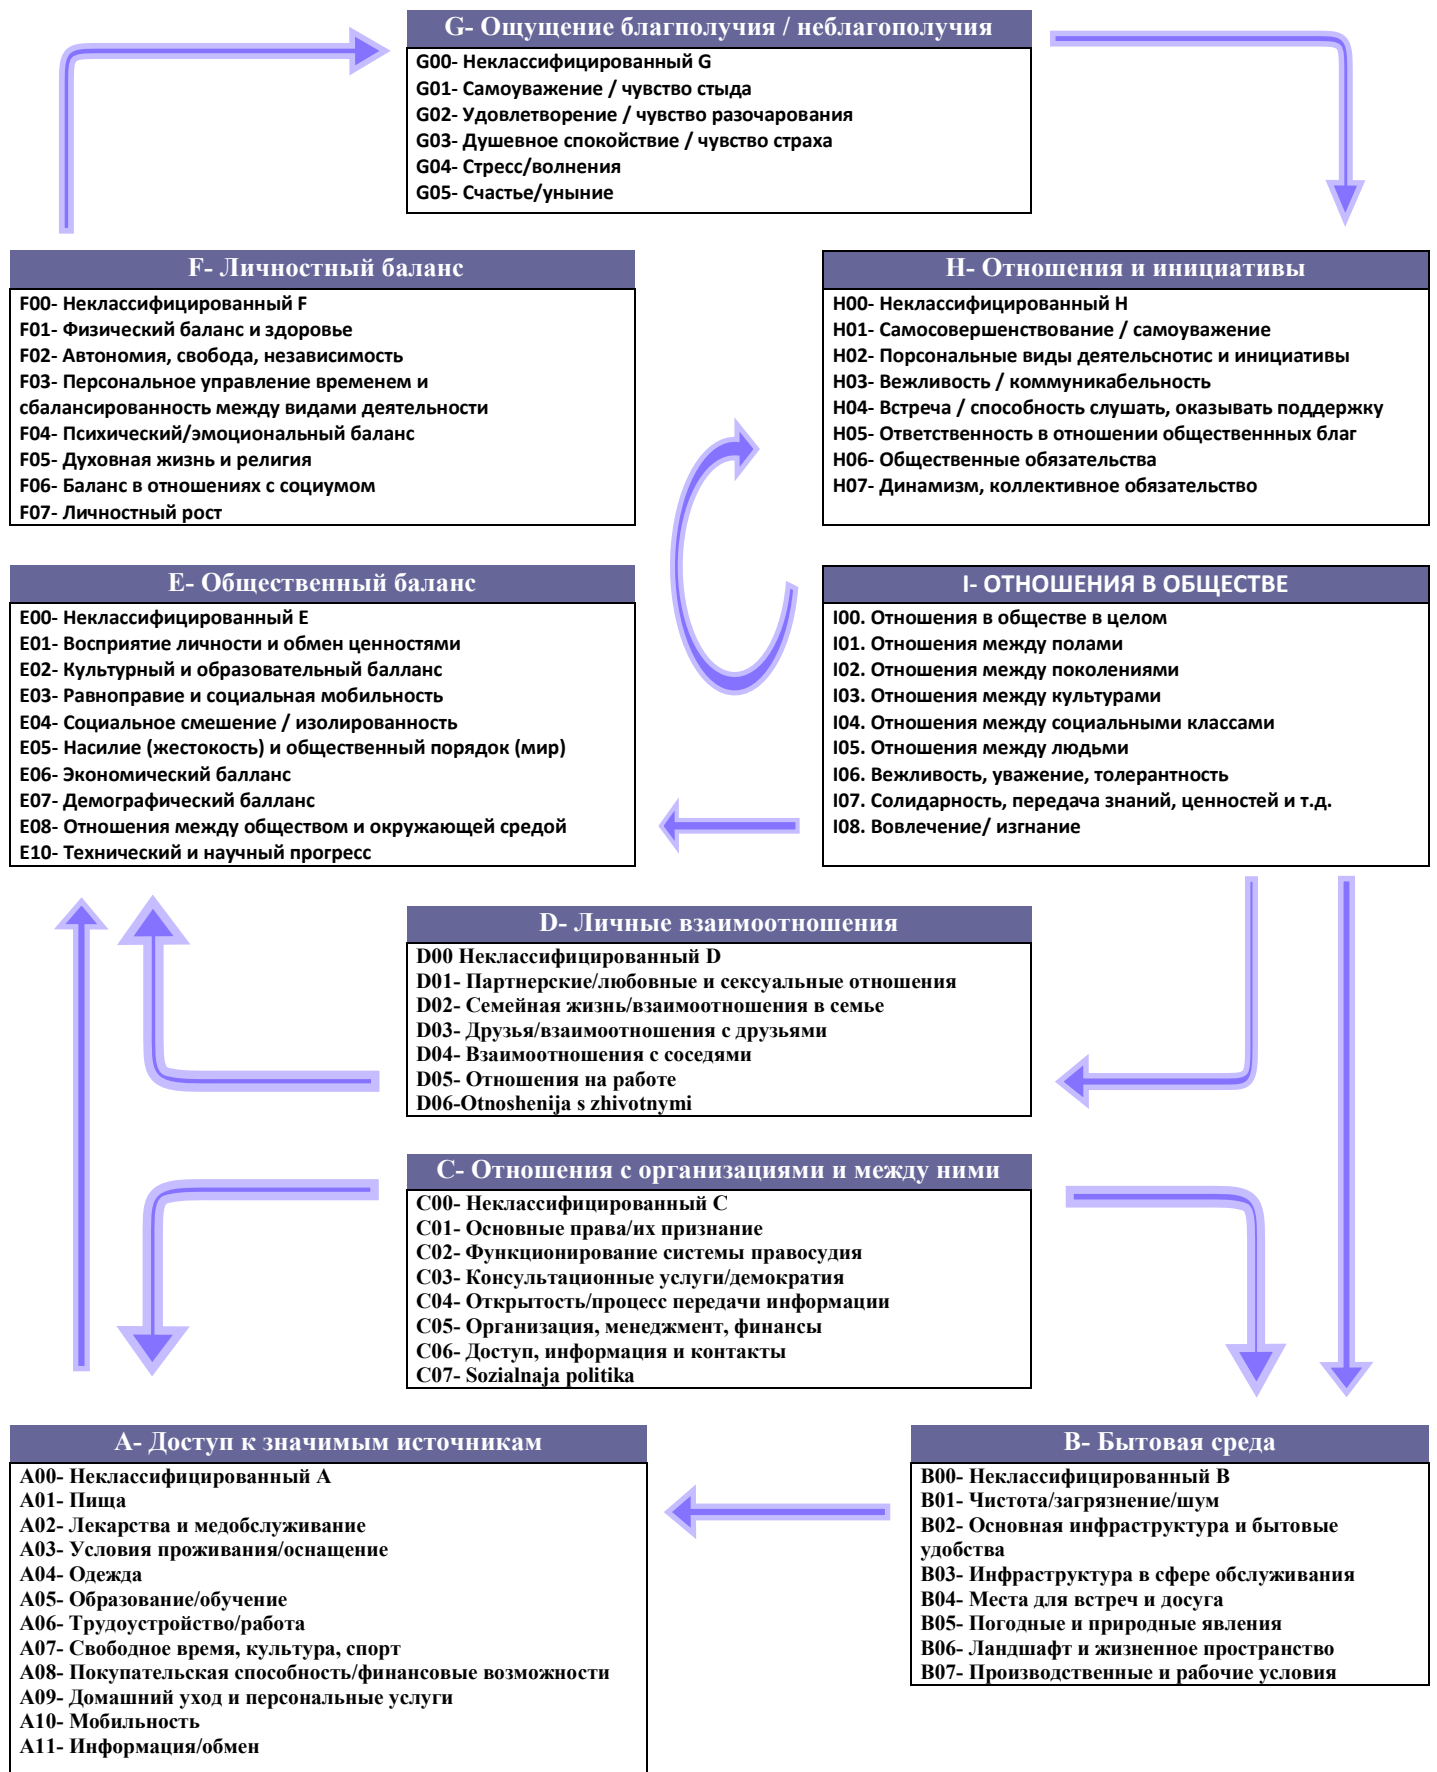 G- Ощущение благполучия / неблагополучия
G00- Неклассифицированный G
G01- Самоуважение / чувство стыда
G02- Удовлетворение / чувство разочарования
G03- Душевное спокойствие / чувство страха
G04- Стресс/волнения
G05- Счастье/уныние
F- Личностный баланс
F00- Неклассифицированный F
F01- Физический баланс и здоровье
F02- Автономия, свобода, независимость
F03- Персональное управление временем и
сбалансированность между видами деятельности
F04- Психический/эмоциональный баланс
F05- Духовная жизнь и религия
F06- Баланс в отношениях с социумом
F07- Личностный рост
H- Отношения и инициативы
H00- Неклассифицированный H
H01- Самосовершенствование / самоуважение
H02- Порсональные виды деятельснотис и инициативы
H03- Вежливость / коммуникабельность
H04- Встреча / способность слушать, оказывать поддержку
H05- Ответственность в отношении общественнных благ
H06- Общественные обязательства
H07- Динамизм, коллективное обязательство
E- Общественный баланс
E00- Неклассифицированный E
E01- Восприятие личности и обмен ценностями
E02- Культурный и образовательный балланс
E03- Равноправие и социальная мобильность
E04- Социальное смешение / изолированность
E05- Насилие (жестокость) и общественный порядок (мир)
E06- Экономический балланс
E07- Демографический балланс
E08- Отношения между обществом и окружающей средой
E10- Технический и научный прогресс
I- ОТНОШЕНИЯ В ОБЩЕСТВЕ
I00. Отношения в обществе в целом
I01. Отношения между полами
I02. Отношения между поколениями
I03. Отношения между культурами
I04. Отношения между социальными классами
I05. Отношения между людьми
I06. Вежливость, уважение, толерантность
I07. Солидарность, передача знаний, ценностей и т.д.
I08. Вовлечение/ изгнание
D- Личные взаимоотношения
D00 Неклассифицированный D
D01- Партнерские/любовные и сексуальные отношения
D02- Семейная жизнь/взаимоотношения в семье
D03- Друзья/взаимоотношения с друзьями
D04- Взаимоотношения с соседями
D05- Отношения на работе
D06-Otnoshenija s zhivotnymi
C- Отношения с организациями и между ними
C00- Неклассифицированный C
C01- Основные права/их признание
C02- Функционирование системы правосудия
C03- Консультационные услуги/демократия
C04- Открытость/процесс передачи информации
C05- Организация, менеджмент, финансы
C06- Доступ, информация и контакты
C07- Sozialnaja politika
A- Доступ к значимым источникам
A00- Неклассифицированный A
A01- Пища
A02- Лекарства и медобслуживание
A03- Условия проживания/оснащение
A04- Одежда
A05- Образование/обучение
A06- Трудоустройство/работа
A07- Свободное время, культура, спорт
A08- Покупательская способность/финансовые возможности
A09- Домашний уход и персональные услуги
A10- Мобильность
A11- Информация/обмен
B- Бытовая среда
B00- Неклассифицированный B
B01- Чистота/загрязнение/шум
B02- Основная инфраструктура и бытовые
удобства
B03- Инфраструктура в сфере обслуживания
B04- Места для встреч и досуга
B05- Погодные и природные явления
B06- Ландшафт и жизненное пространство
B07- Производственные и рабочие условия